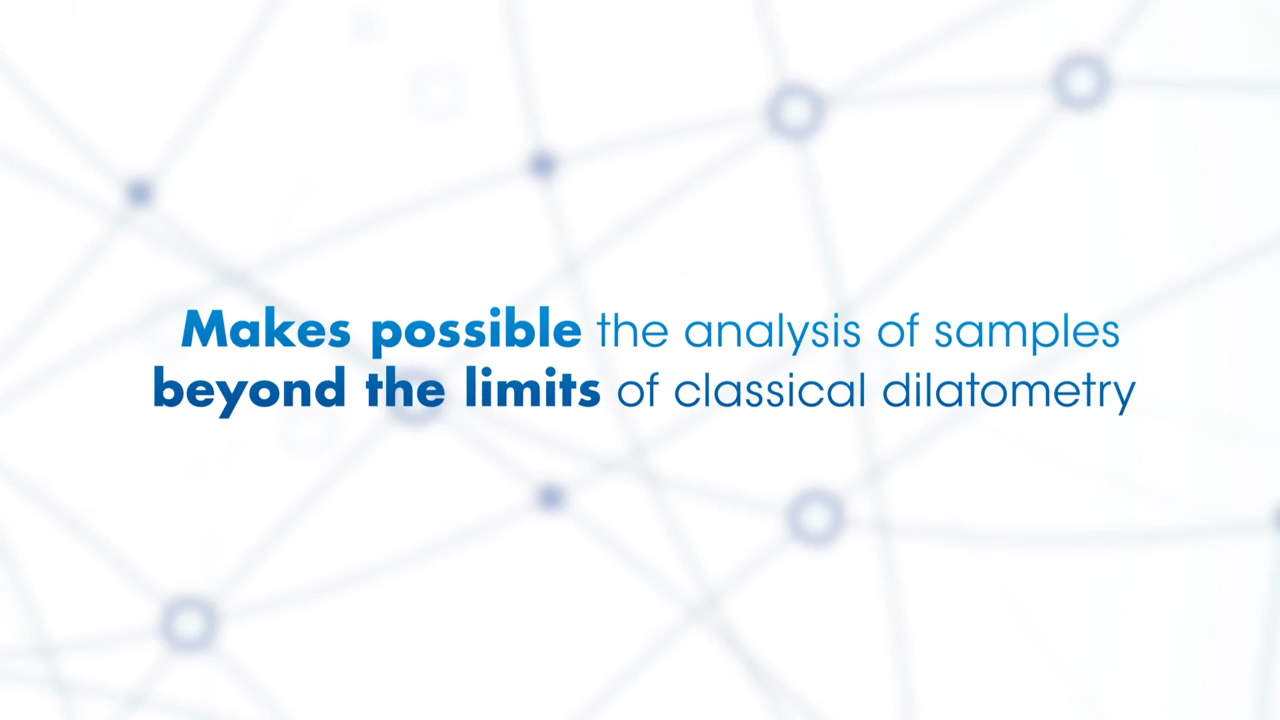 Makes possible the analysis of samples
beyond the limits of classical dilatometry